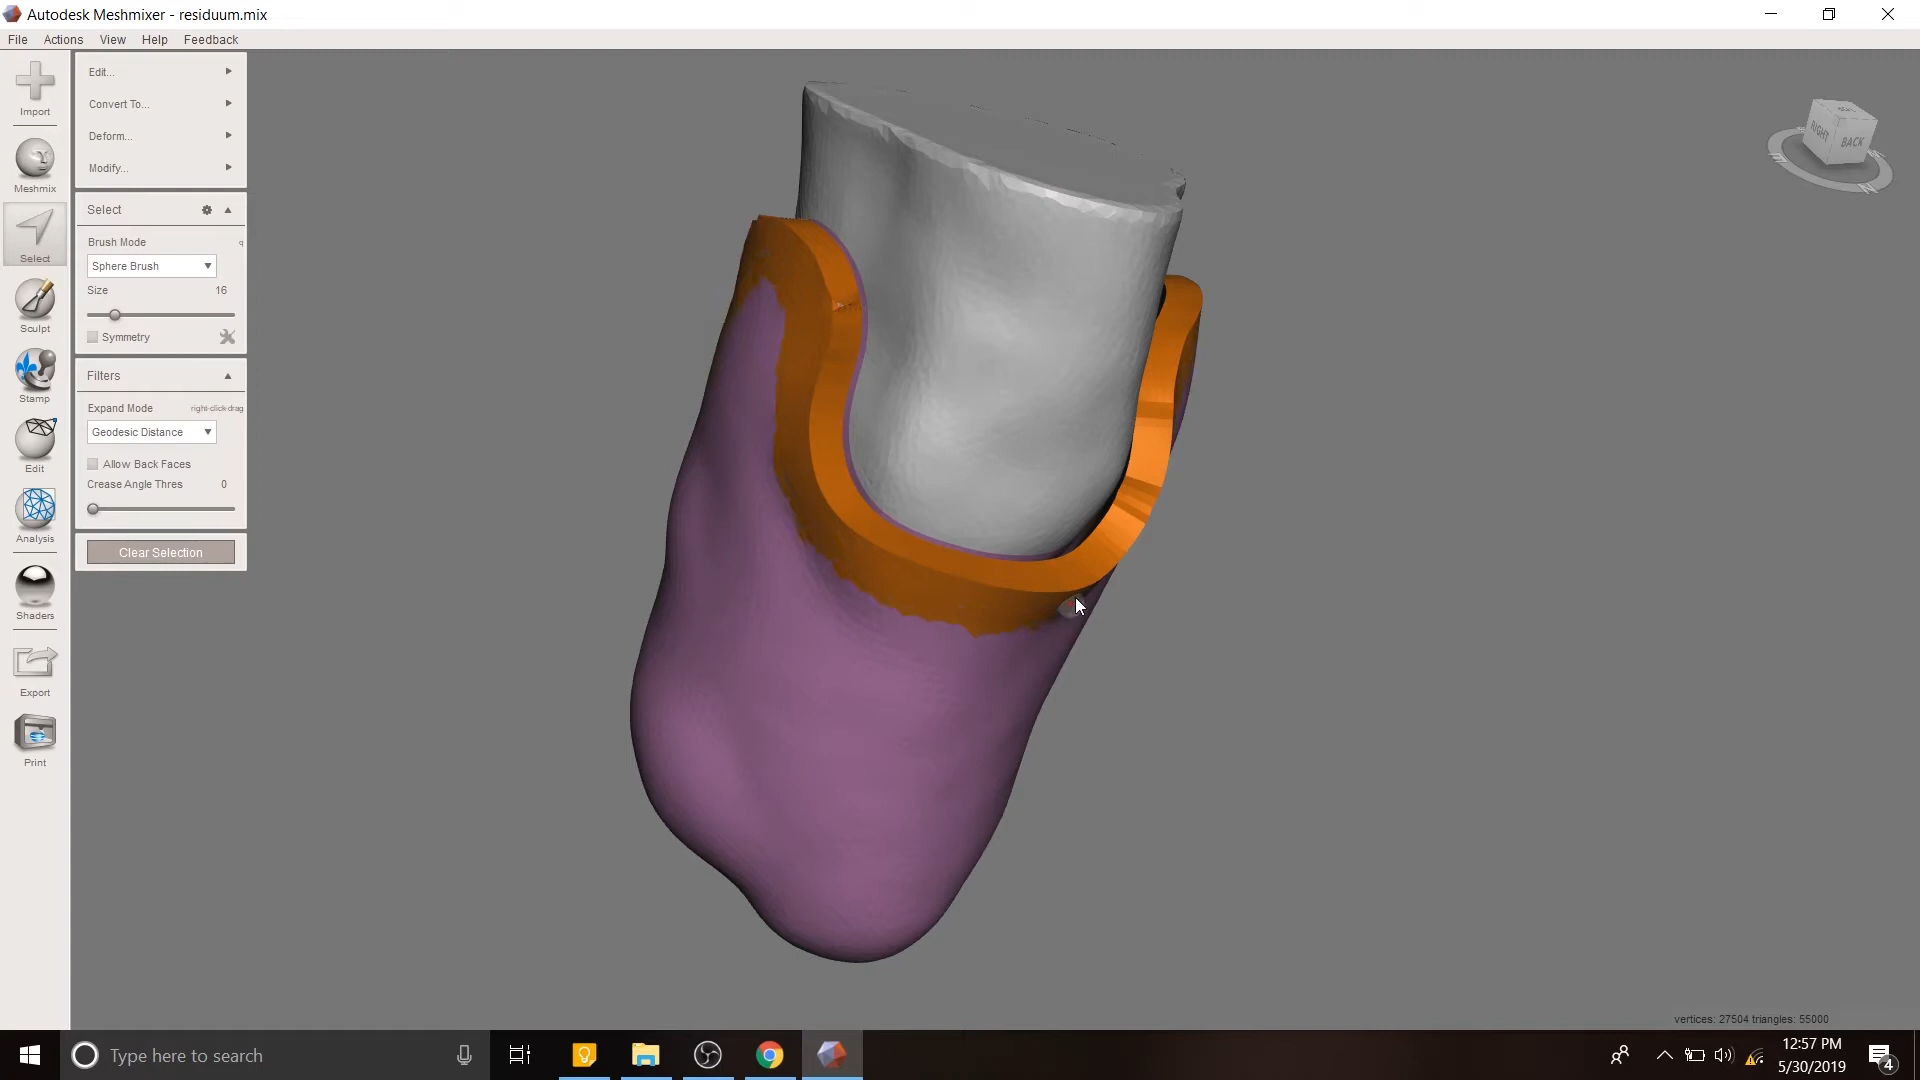 Autodesk Meshmixer - residuum.mix
File Actions View Help Feedback
Import
Meshmix
Select
Sculpt
Stamp
Edit
Analysis
Shaders
Export
Print
Edit...
Convert To...
Deform...
Modify...
Select
Brush Mode q
Sphere Brush
Size 16
Symmetry
Filters
Expand Mode right-click-drag
Geodesic Distance
Allow Back Faces
Crease Angle Thres 0
Clear Selection
RIGHT BACK
vertices: 27504 triangles: 55000
Type here to search
12:57 PM
5/30/2019
4